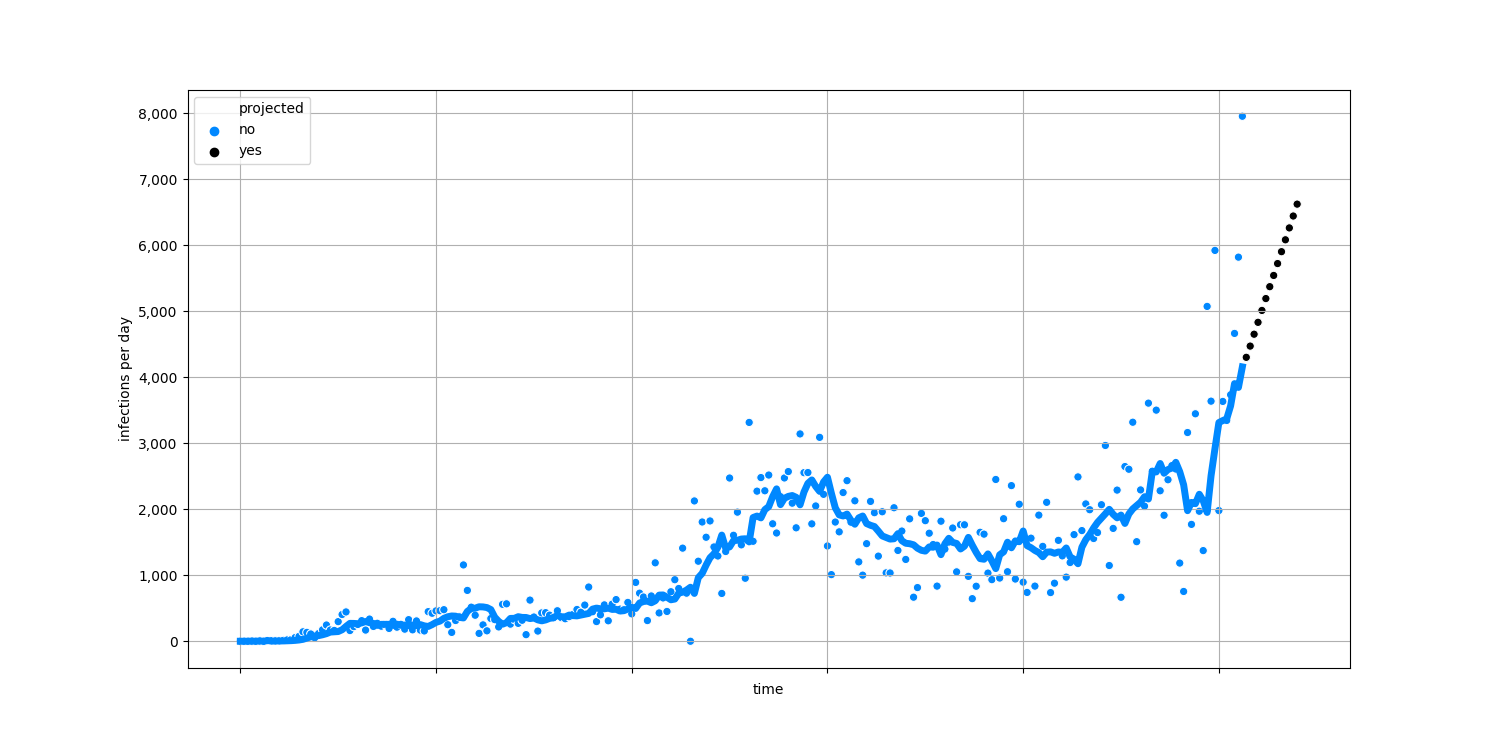 projected
no
yes
8,000
7,000
6,000
5,000
4,000
3,000
2,000
1,000
0
infections per day
time